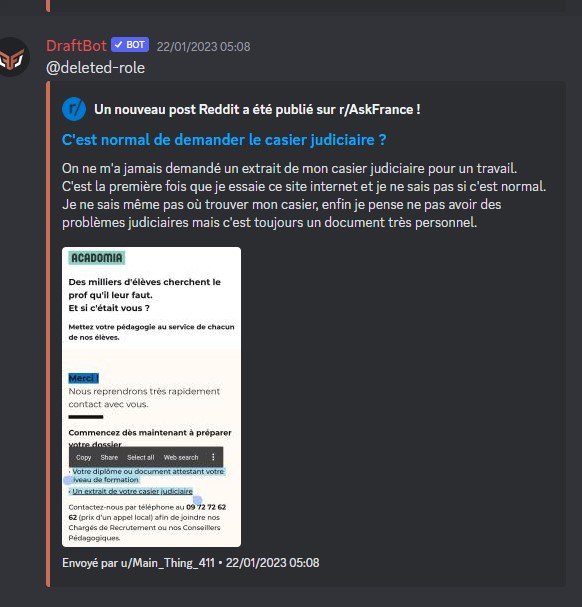 DraftBot ✓ BOT 22/01/2023 05:08
@deleted-role
r/ Un nouveau post Reddit a été publié sur r/AskFrance !
C'est normal de demander le casier judiciaire ?
On ne m'a jamais demandé un extrait de mon casier judiciaire pour un travail.
C'est la première fois que je essaie ce site internet et je ne sais pas si c'est normal.
Je ne sais même pas où trouver mon casier, enfin je pense ne pas avoir des
problèmes judiciaires mais c'est toujours un document très personnel.
ACADOMIA
Des milliers d'élèves cherchent le
prof qu'il leur faut.
Et si c'était vous ?
Mettez votre pédagogie au service de chacun
de nos élèves.
Merci !
Nous reprendrons très rapidement
contact avec vous.
Commencez dès maintenant à préparer
votre dossier
Copy Share Select all Web search
- Votre diplôme ou document attestant votre
niveau de formation
- Un extrait de votre casier judiciaire
Contactez-nous par téléphone au 09 72 72 62
62 (prix d'un appel local) afin de joindre nos
Chargés de Recrutement ou nos Conseillers
Pédagogiques.
Envoyé par u/Main_Thing_411 • 22/01/2023 05:08